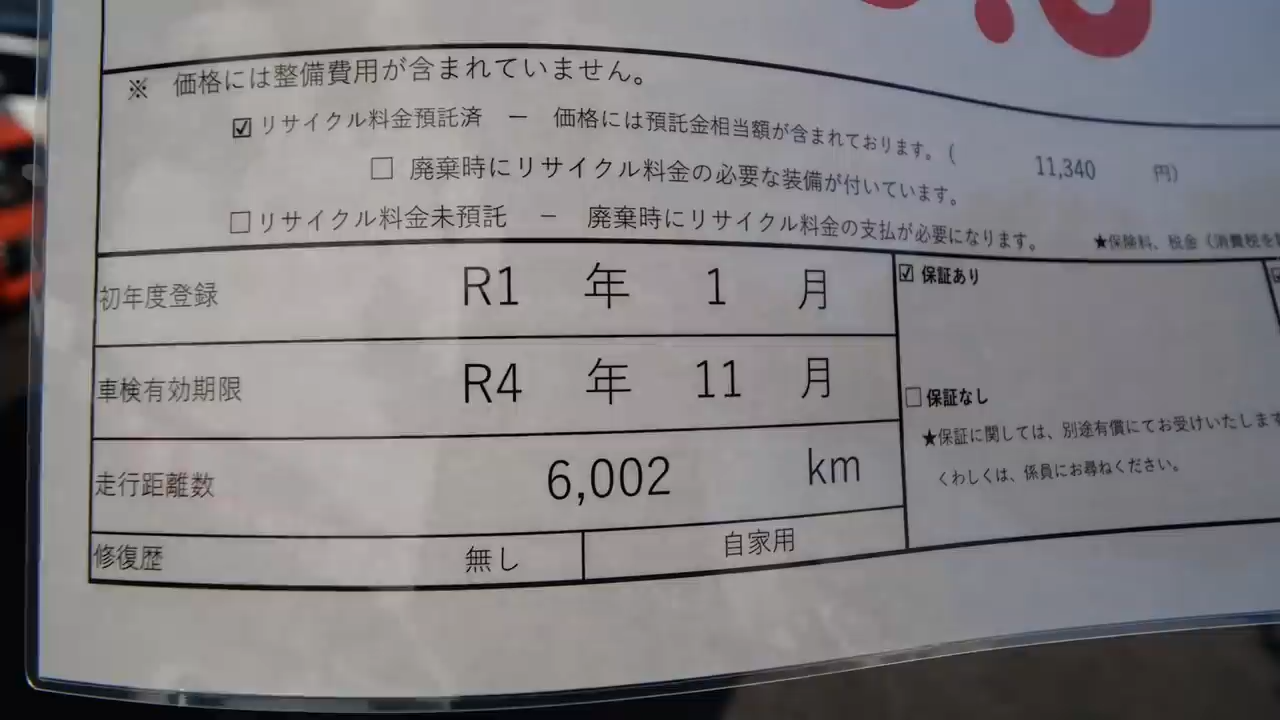 ※ 価格には整備費用が含まれていません。
☑ リサイクル料金預託済 － 価格には預託金相当額が含まれております。( 11,340 円)
□ 廃棄時にリサイクル料金の必要な装備が付いています。
□ リサイクル料金未預託 － 廃棄時にリサイクル料金の支払が必要になります。
★保険料、税金（消費税を
初年度登録 R1 年 1 月
☑ 保証あり
車検有効期限 R4 年 11 月
□ 保証なし
★保証に関しては、別途有償にてお受けいたします
くわしくは、係員にお尋ねください。
走行距離数 6,002 km
修復歴 無し 自家用